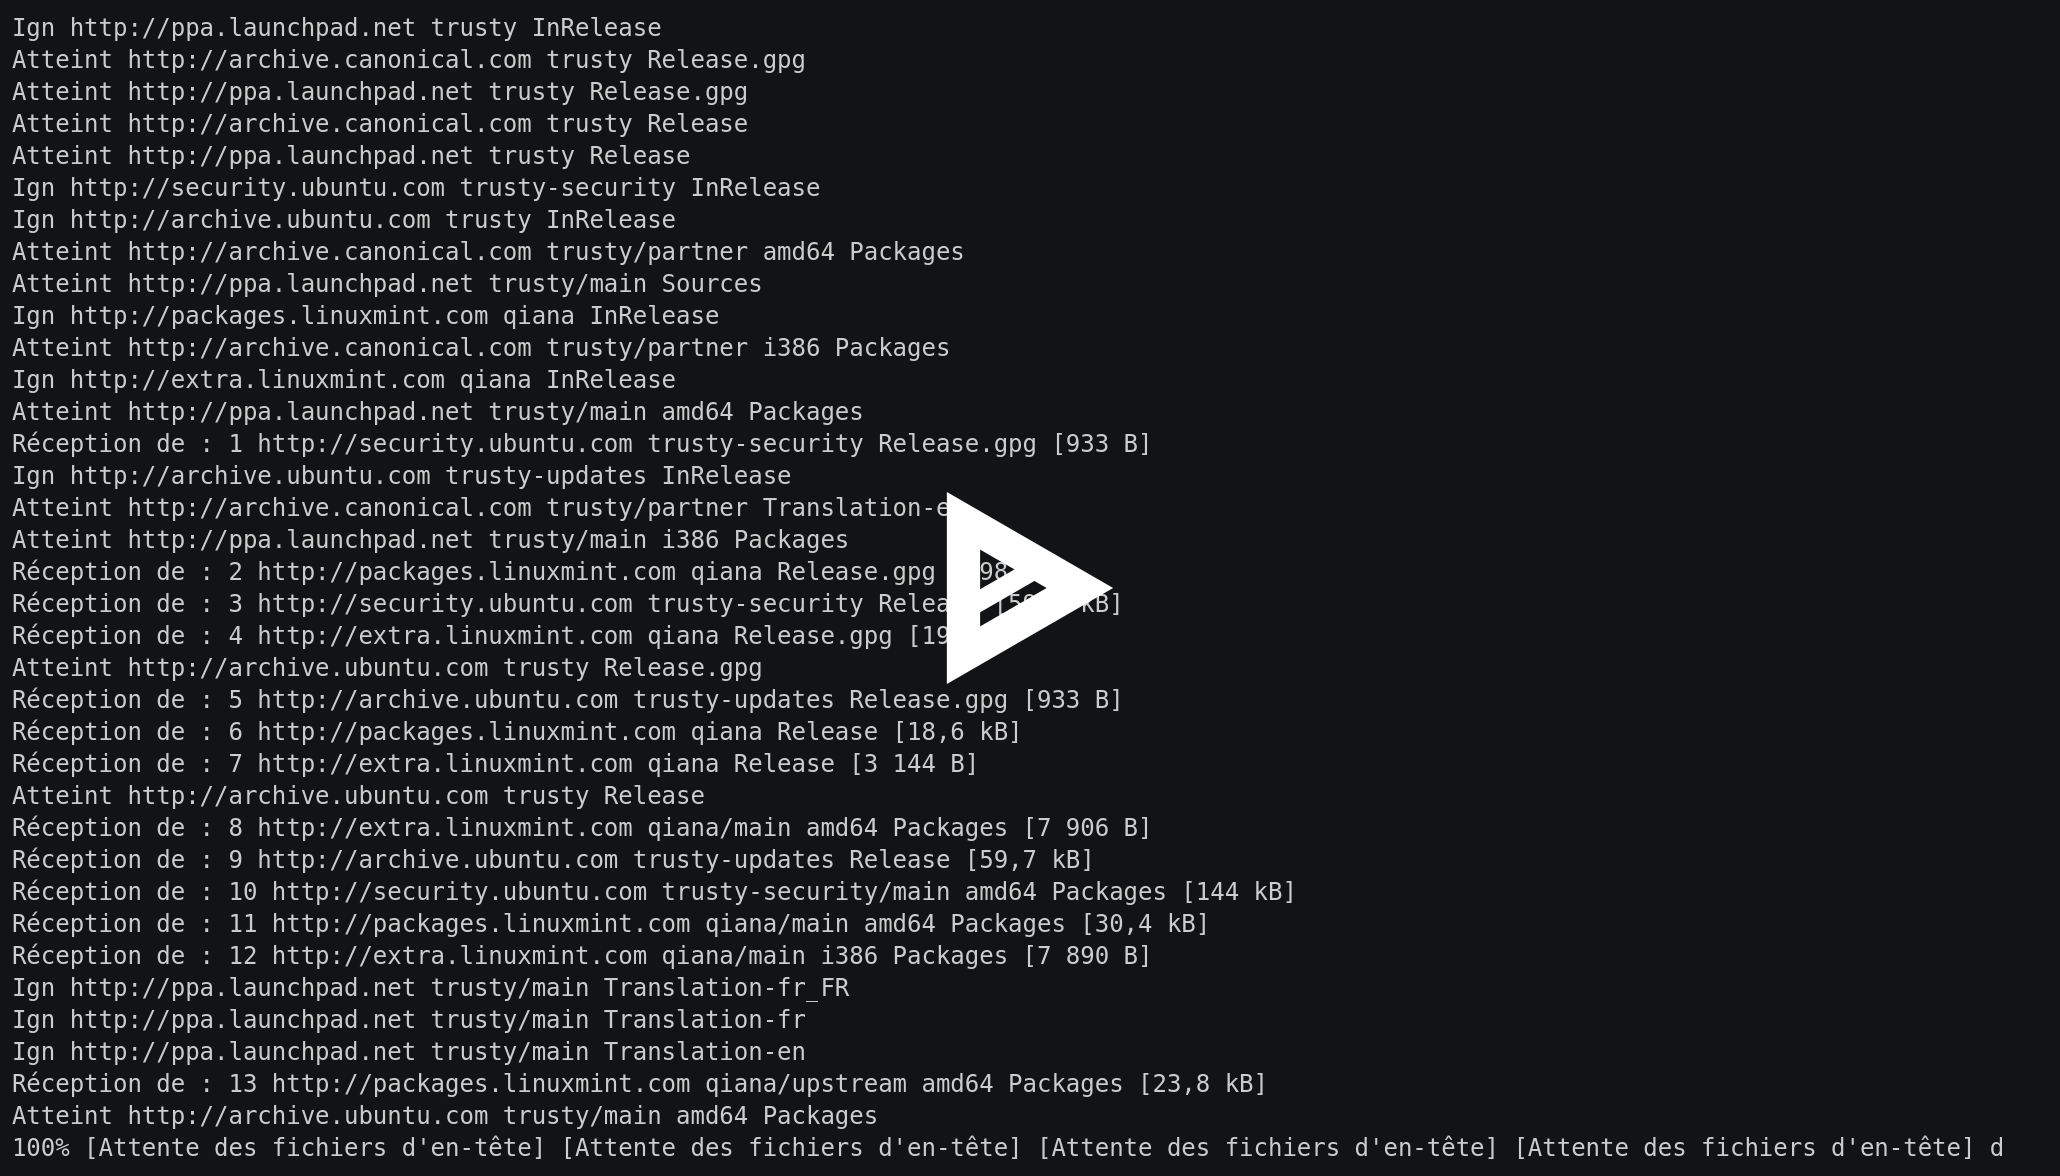 Ign http://ppa.launchpad.net trusty InRelease
Atteint http://archive.canonical.com trusty Release.gpg
Atteint http://ppa.launchpad.net trusty Release.gpg
Atteint http://archive.canonical.com trusty Release
Atteint http://ppa.launchpad.net trusty Release
Ign http://security.ubuntu.com trusty-security InRelease
Ign http://archive.ubuntu.com trusty InRelease
Atteint http://archive.canonical.com trusty/partner amd64 Packages
Atteint http://ppa.launchpad.net trusty/main Sources
Ign http://packages.linuxmint.com qiana InRelease
Atteint http://archive.canonical.com trusty/partner i386 Packages
Ign http://extra.linuxmint.com qiana InRelease
Atteint http://ppa.launchpad.net trusty/main amd64 Packages
Réception de : 1 http://security.ubuntu.com trusty-security Release.gpg [933 B]
Ign http://archive.ubuntu.com trusty-updates InRelease
Atteint http://archive.canonical.com trusty/partner
Atteint http://ppa.launchpad.net trusty/main i386 Packages
Réception de : 2 http://packages.linuxmint.com qiana Release.gpg
Réception de : 3 http://security.ubuntu.com trusty-security kB]
Réception de : 4 http://extra.linuxmint.com qiana Release.gpg
Atteint http://archive.ubuntu.com trusty Release.gpg
Réception de : 5 http://archive.ubuntu.com trusty-updates Release.gpg [933 B]
Réception de : 6 http://packages.linuxmint.com qiana Release [18,6 kB]
Réception de : 7 http://extra.linuxmint.com qiana Release [3 144 B]
Atteint http://archive.ubuntu.com trusty Release
Réception de : 8 http://extra.linuxmint.com qiana/main amd64 Packages [7 906 B]
Réception de : 9 http://archive.ubuntu.com trusty-updates Release [59,7 kB]
Réception de : 10 http://security.ubuntu.com trusty-security/main amd64 Packages [144 kB]
Réception de : 11 http://packages.linuxmint.com qiana/main amd64 Packages [30,4 kB]
Réception de : 12 http://extra.linuxmint.com qiana/main i386 Packages [7 890 B]
Ign http://ppa.launchpad.net trusty/main Translation-fr_FR
Ign http://ppa.launchpad.net trusty/main Translation-fr
Ign http://ppa.launchpad.net trusty/main Translation-en
Réception de : 13 http://packages.linuxmint.com qiana/upstream amd64 Packages [23,8 kB]
Atteint http://archive.ubuntu.com trusty/main amd64 Packages
100% [Attente des fichiers d'en-tête] [Attente des fichiers d'en-tête] [Attente des fichiers d'en-tête] [Attente des fichiers d'en-tête] d